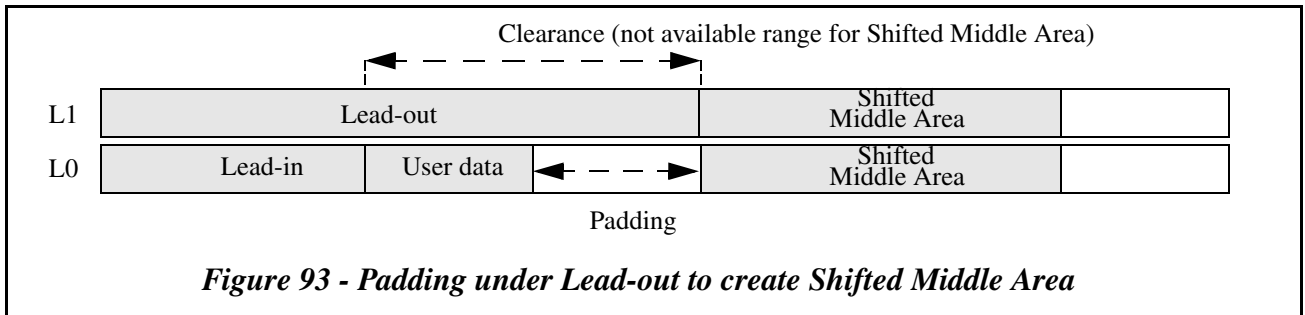 Clearance (not available range for Shifted Middle Area)
L1
Lead-out
Shifted
Middle Area
L0
Lead-in
User data
Shifted
Middle Area
Padding
Figure 93 - Padding under Lead-out to create Shifted Middle Area